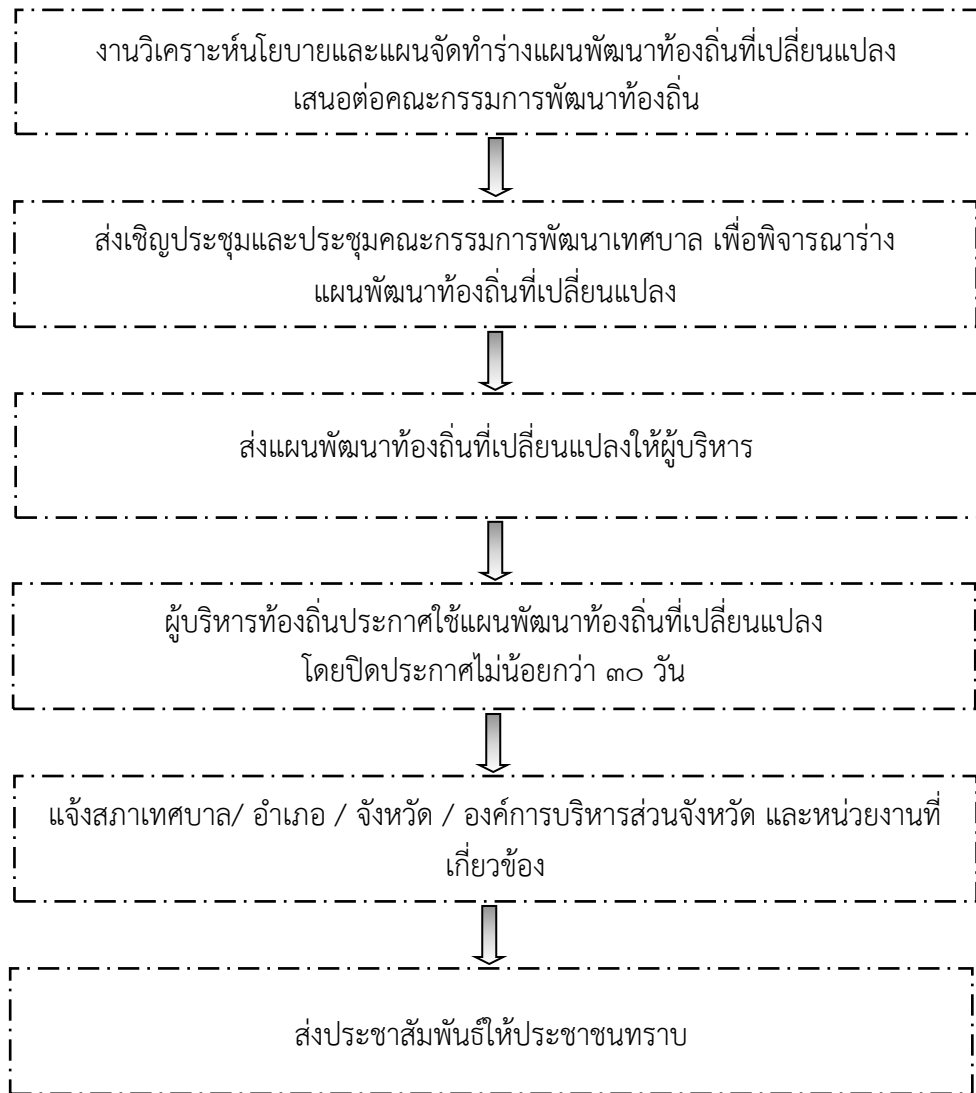 งานวิเคราะห์นโยบายและแผนจัดทำร่างแผนพัฒนาท้องถิ่นที่เปลี่ยนแปลง
เสนอต่อคณะกรรมการพัฒนาท้องถิ่น
ส่งเชิญประชุมและประชุมคณะกรรมการพัฒนาเทศบาล เพื่อพิจารณาร่าง
แผนพัฒนาท้องถิ่นที่เปลี่ยนแปลง
ส่งแผนพัฒนาท้องถิ่นที่เปลี่ยนแปลงให้ผู้บริหาร
ผู้บริหารท้องถิ่นประกาศใช้แผนพัฒนาท้องถิ่นที่เปลี่ยนแปลง
โดยปิดประกาศไม่น้อยกว่า ๓๐ วัน
แจ้งสภาเทศบาล/ อำเภอ / จังหวัด / องค์การบริหารส่วนจังหวัด และหน่วยงานที่
เกี่ยวข้อง
ส่งประชาสัมพันธ์ให้ประชาชนทราบ